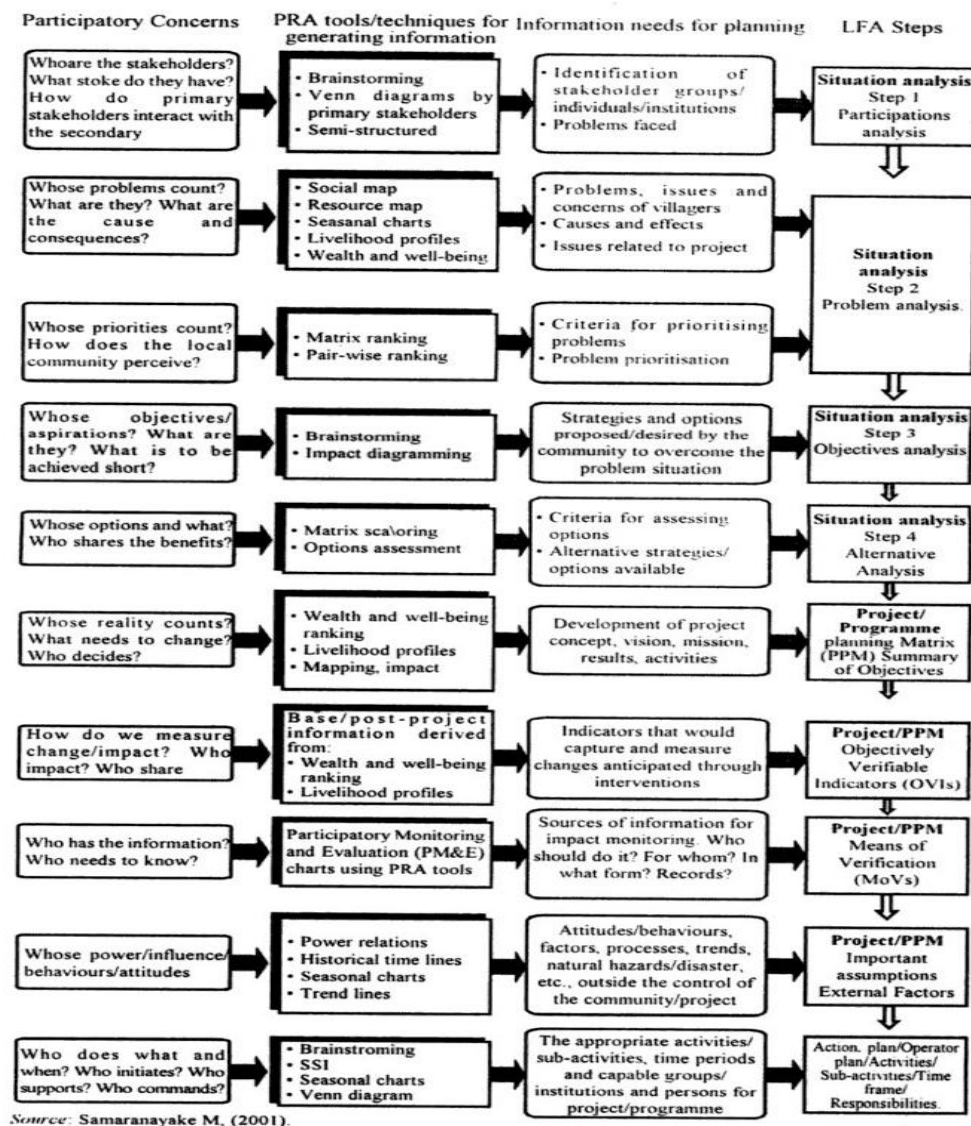 Participatory Concerns
PRA tools/techniques for
generating information
Information needs for planning
LFA Steps
Whoare the stakeholders?
What stoke do they have?
How do primary
stakeholders interact with
the secondary
• Brainstorming
• Venn diagrams by
primary stakeholders
• Semi-structured
• Identification of
stakeholder groups/
individuals/institutions
• Problems faced
Situation analysis
Step 1
Participations
analysis
Whose problems count?
What are they? What are
the cause and
consequences?
• Social map
• Resource map
• Seasanal charts
• Livelihood profiles
• Wealth and well-being
• Problems, issues and
concerns of villagers
• Causes and effects
• Issues related to project
Situation
analysis
Step 2
Problem analysis.
Whose priorities count?
How does the local
community perceive?
• Matrix ranking
• Pair-wise ranking
• Criteria for prioritising
problems
• Problem prioritisation
Whose objectives/
aspirations? What are
they? What is to be
achieved short?
• Brainstorming
• Impact diagramming
Strategies and options
proposed/desired by the
community to overcome the
problem situation
Situation analysis
Step 3
Objectives analysis
Whose options and what?
Who shares the benefits?
• Matrix sca\oring
• Options assessment
• Criteria for assessing
options
• Alternative strategies/
options available
Situation analysis
Step 4
Alternative
Analysis
Whose reality counts?
What needs to change?
Who decides?
• Wealth and well-being
ranking
• Livelihood profiles
• Mapping, impact
Development of project
concept, vision, mission,
results, activities
Project/
Programme
planning Matrix
(PPM) Summary
of Objectives
How do we measure
change/impact? Who
impact? Who share
Base/post-project
information derived
from:
• Wealth and well-being
ranking
• Livelihood profiles
Indicators that would
capture and measure
changes anticipated through
interventions
Project/PPM
Objectively
Verifiable
Indicators (OVIs)
Who has the information?
Who needs to know?
Participatory Monitoring
and Evaluation (PM&E)
charts using PRA tools
Sources of information for
impact monitoring. Who
should do it? For whom? In
what form? Records?
Project/PPM
Means of
Verification
(MoVs)
Whose power/influence/
behaviours/attitudes
• Power relations
• Historical time lines
• Seasonal charts
• Trend lines
Attitudes/behaviours,
factors, processes, trends,
natural hazards/disaster,
etc., outside the control of
the community/project
Project/PPM
Important
assumptions
External Factors
Who does what and
when? Who initiates? Who
supports? Who commands?
• Brainstroming
• SSI
• Seasonal charts
• Venn diagram
The appropriate activities/
sub-activities, time periods
and capable groups/
institutions and persons for
project/programme
Action. plan/Operator
plan/Activities/
Sub-activities/Time
frame/
Responsibilities.
Source: Samaranayake M, (2001).